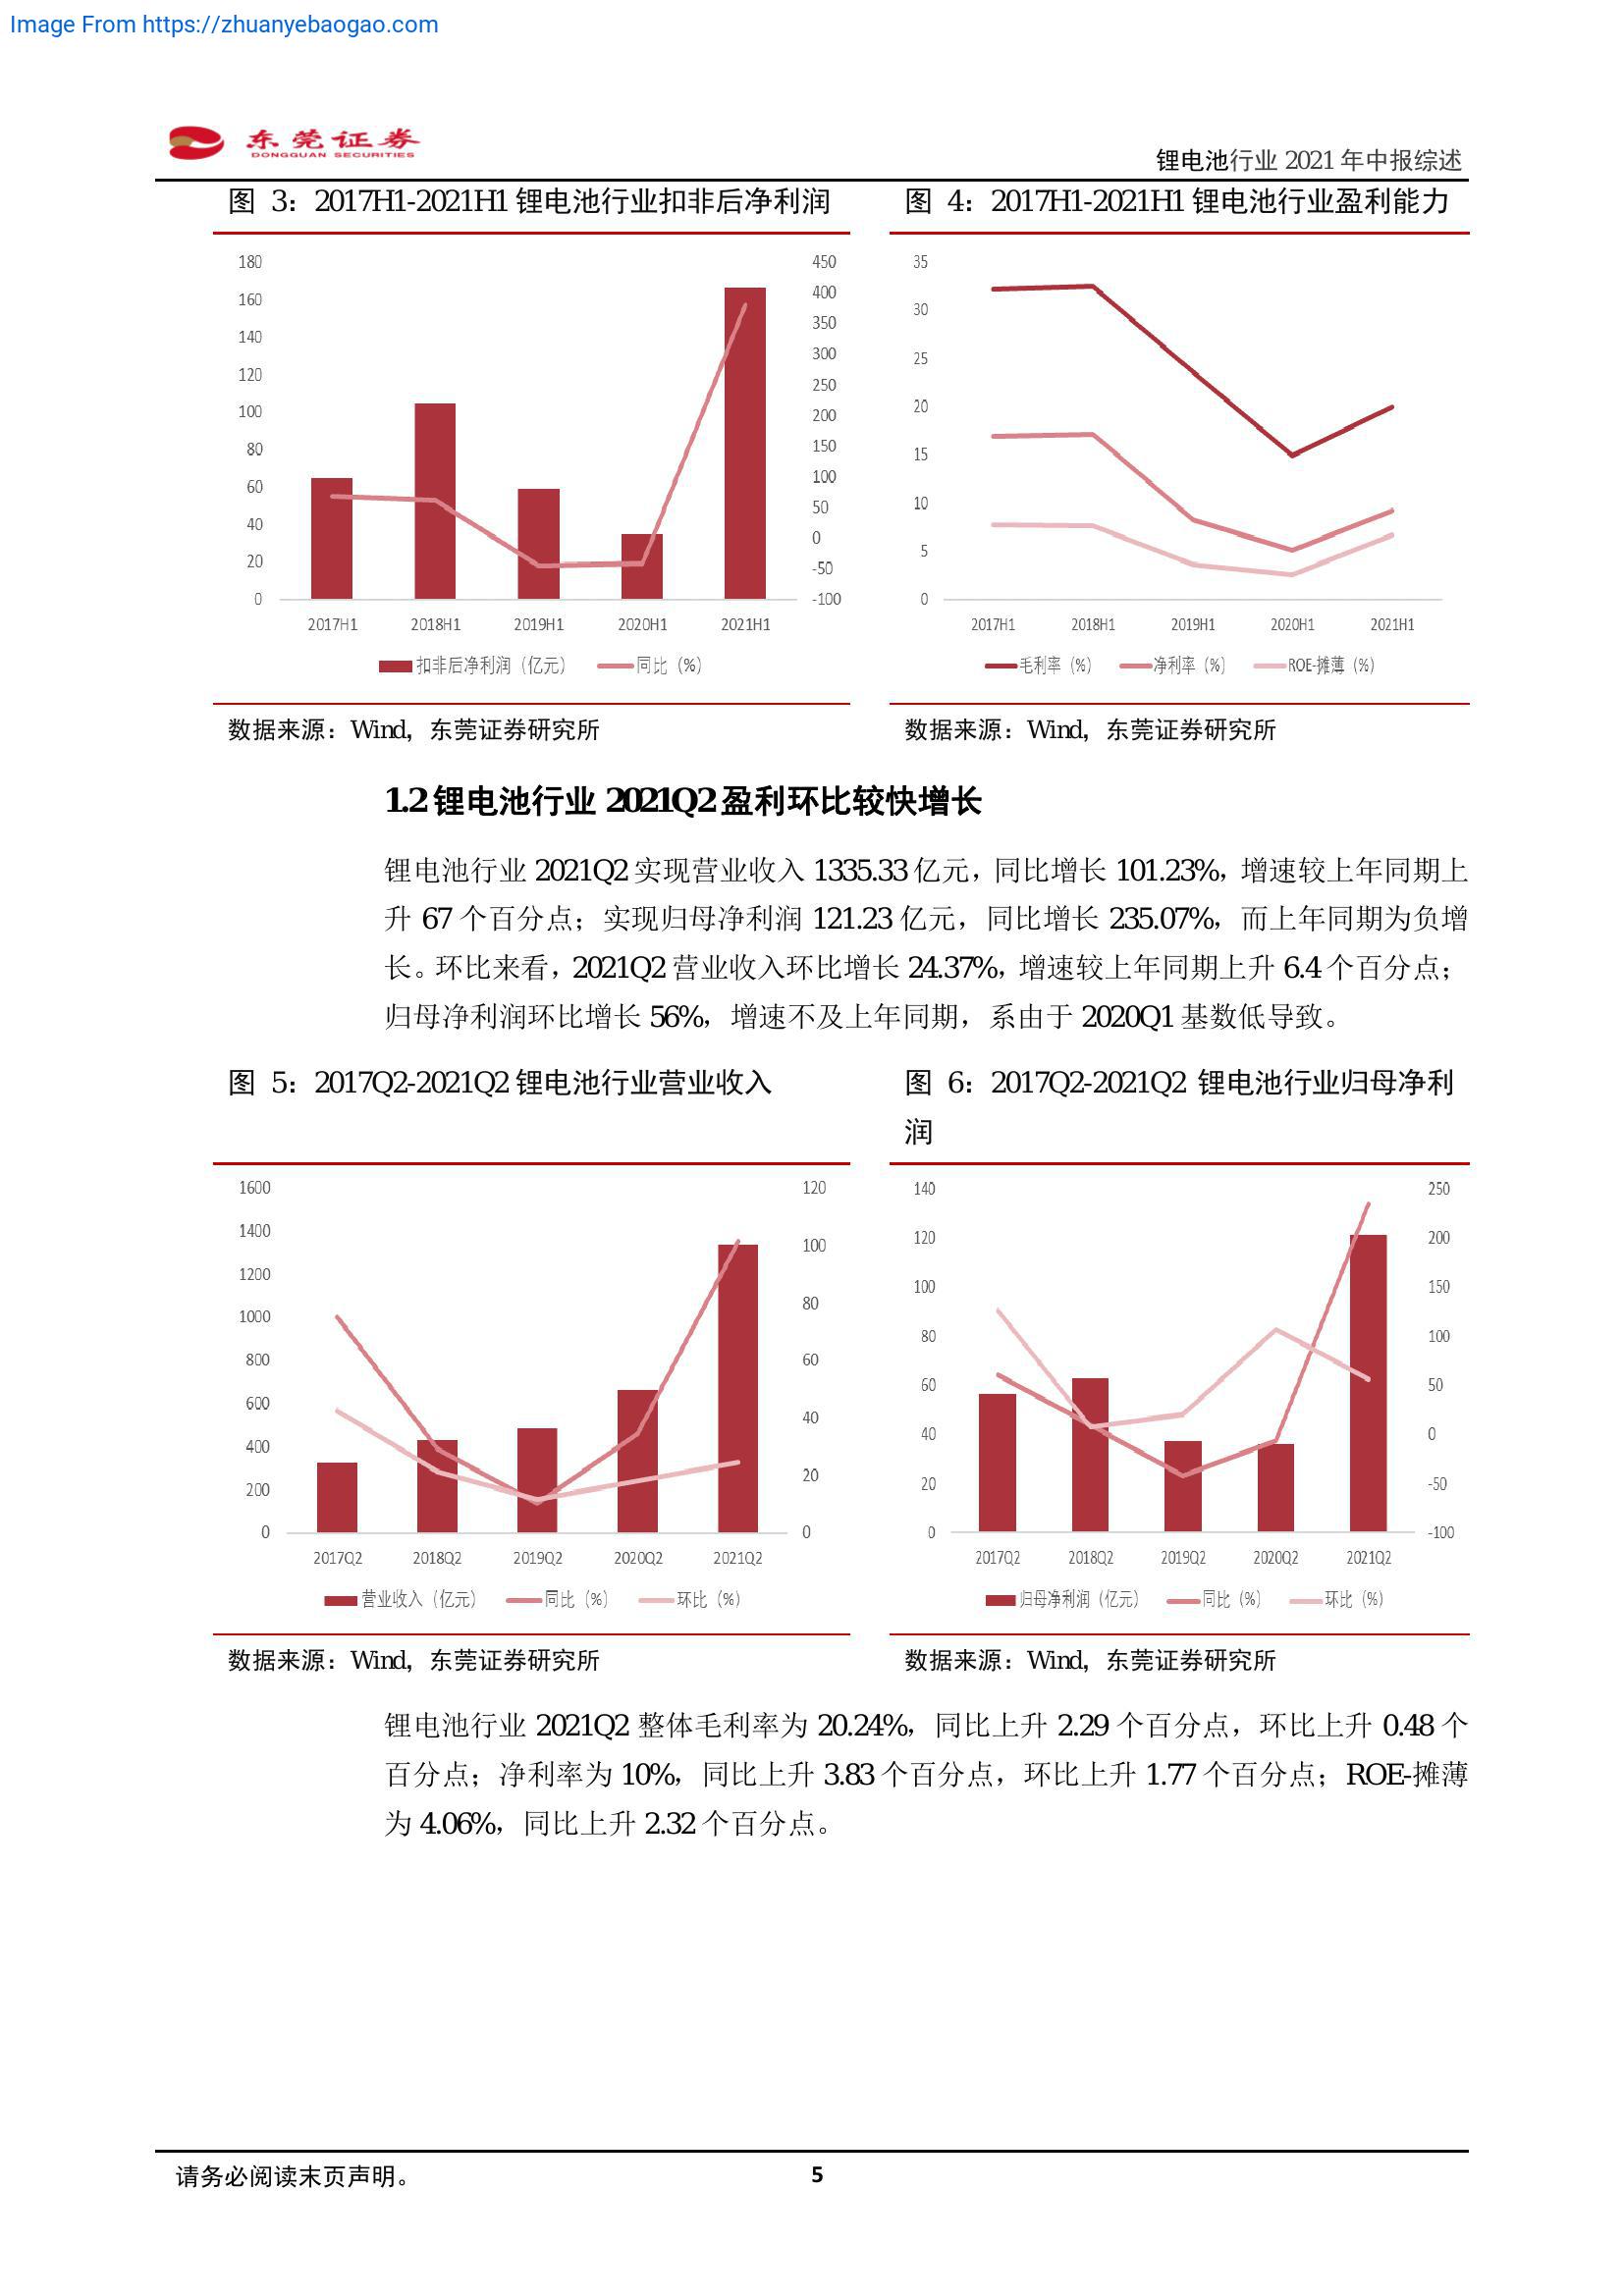 Image From https://zhuanyebaogao.com
东莞证券
DONGGUAN SECURITIES
锂电池行业 2021 年中报综述
图 3：2017H1-2021H1 锂电池行业扣非后净利润
图 4：2017H1-2021H1 锂电池行业盈利能力
180
160
140
120
100
80
60
40
20
0
450
400
350
300
250
200
150
100
50
0
-50
-100
2017H1 2018H1 2019H1 2020H1 2021H1
扣非后净利润（亿元） 同比（%）
35
30
25
20
15
10
5
0
2017H1 2018H1 2019H1 2020H1 2021H1
毛利率（%） 净利率（%） ROE-摊薄（%）
数据来源：Wind，东莞证券研究所
数据来源：Wind，东莞证券研究所
1.2 锂电池行业 2021Q2 盈利环比较快增长
锂电池行业 2021Q2 实现营业收入 1335.33 亿元，同比增长 101.23%，增速较上年同期上
升 67 个百分点；实现归母净利润 121.23 亿元，同比增长 235.07%，而上年同期为负增
长。环比来看，2021Q2 营业收入环比增长 24.37%，增速较上年同期上升 6.4 个百分点；
归母净利润环比增长 56%，增速不及上年同期，系由于 2020Q1 基数低导致。
图 5：2017Q2-2021Q2 锂电池行业营业收入
图 6：2017Q2-2021Q2 锂电池行业归母净利
润
1600
1400
1200
1000
800
600
400
200
0
120
100
80
60
40
20
0
2017Q2 2018Q2 2019Q2 2020Q2 2021Q2
营业收入（亿元） 同比（%） 环比（%）
140
120
100
80
60
40
20
0
250
200
150
100
50
0
-50
-100
2017Q2 2018Q2 2019Q2 2020Q2 2021Q2
归母净利润（亿元） 同比（%） 环比（%）
数据来源：Wind，东莞证券研究所
数据来源：Wind，东莞证券研究所
锂电池行业 2021Q2 整体毛利率为 20.24%，同比上升 2.29 个百分点，环比上升 0.48 个
百分点；净利率为 10%，同比上升 3.83 个百分点，环比上升 1.77 个百分点；ROE-摊薄
为 4.06%，同比上升 2.32 个百分点。
请务必阅读末页声明。
5